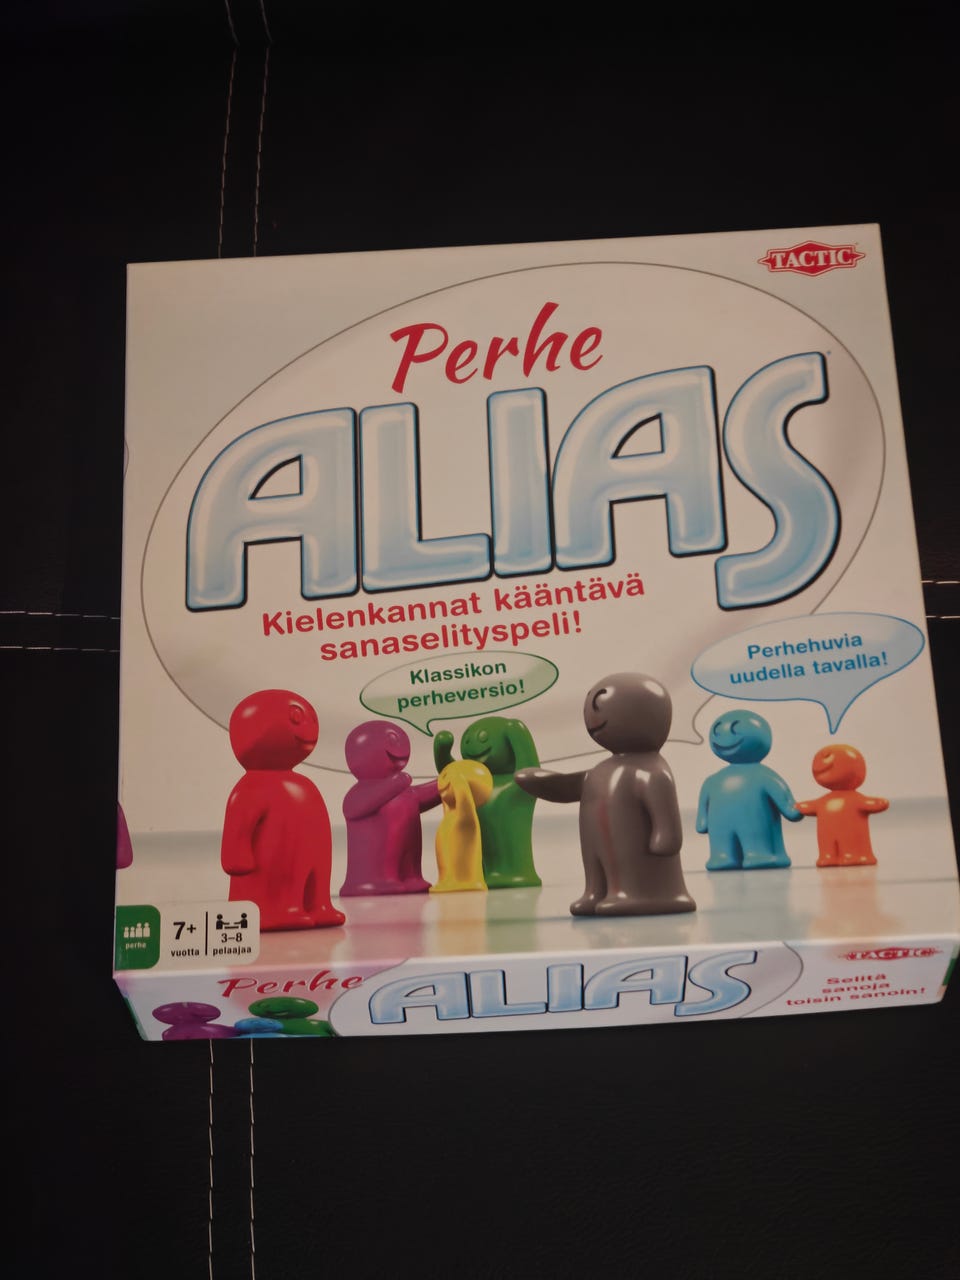 TACTIC
Perhe
ALIAS
Kielenkannat kääntävä
sanaselityspeli!
Klassikon
perheversio!
Perhehuvia
uudella tavalla!
perhe
7+
vuotta
3–8
pelaajaa
Perhe
ALIAS
TACTIC
Selitä
sanoja
toisin sanoin!